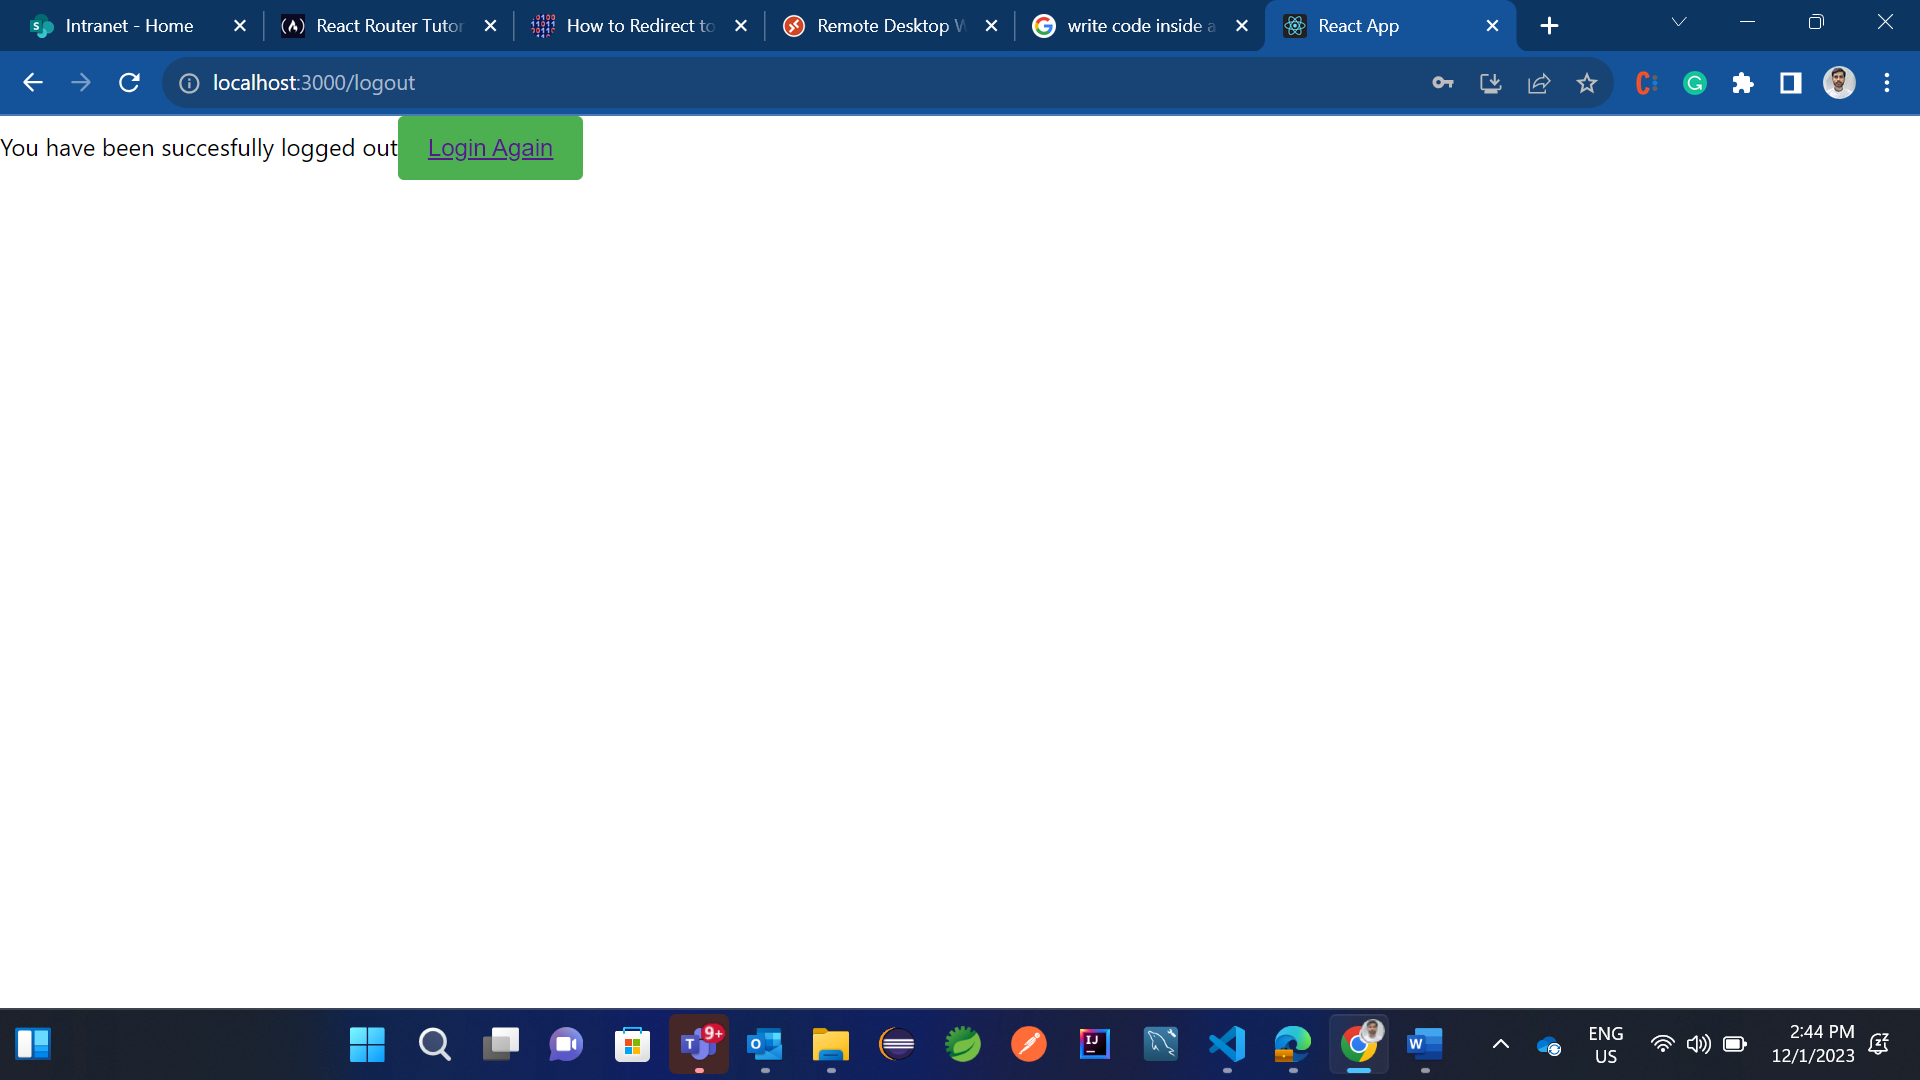 Intranet - Home
React Router Tutor
How to Redirect to
Remote Desktop W
write code inside a
React App
localhost:3000/logout
You have been succesfully logged out Login Again
9+
ENG
US
2:44 PM
12/1/2023